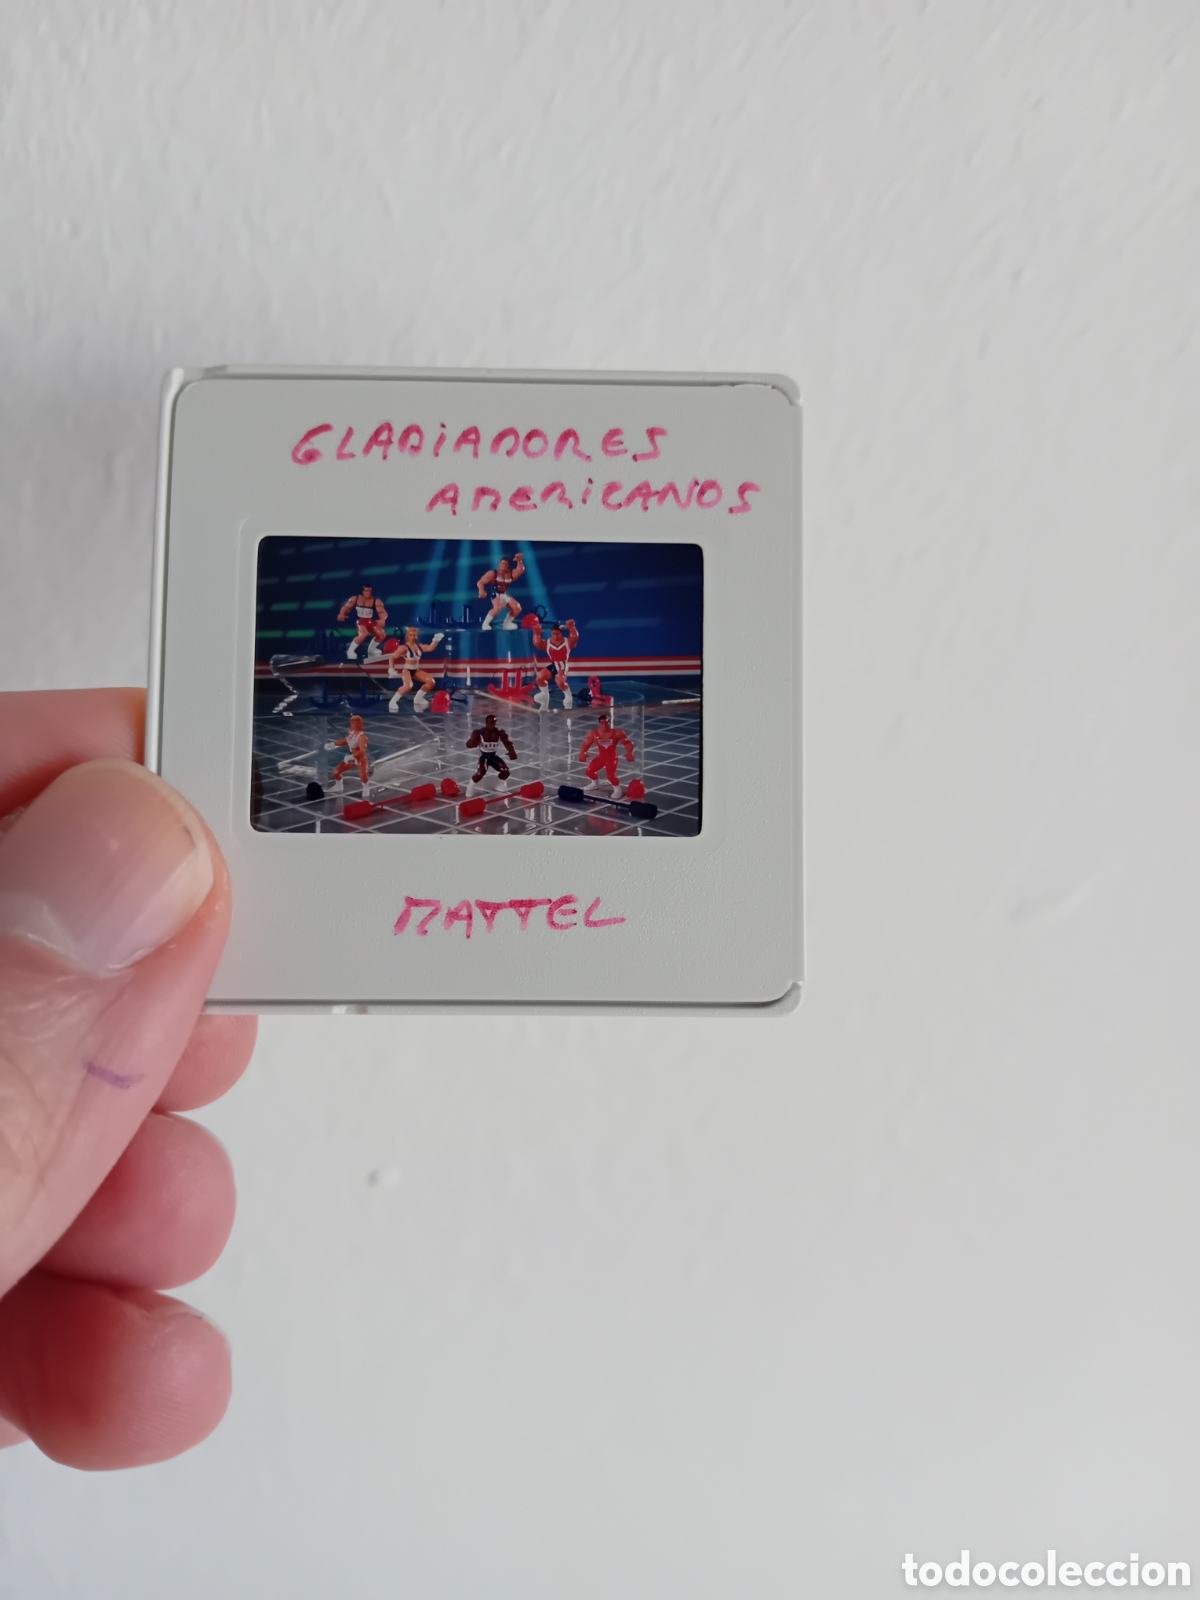 GLADiADORES
AMERiCANOS
MATTEL
todocoleccion